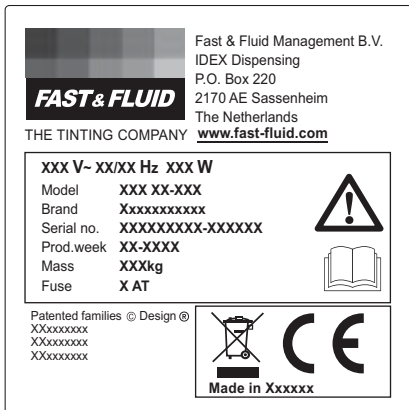 FAST & FLUID
THE TINTING COMPANY
Fast & Fluid Management B.V.
IDEX Dispensing
P.O. Box 220
2170 AE Sassenheim
The Netherlands
www.fast-fluid.com
XXX V~ XX/XX Hz XXX W
Model XXX XX-XXX
Brand Xxxxxxxxxxx
Serial no. XXXXXXXXX-XXXXXX
Prod.week XX-XXXX
Mass XXXkg
Fuse X AT
Patented families © Design ®
XXxxxxxxx
XXxxxxxxx
XXxxxxxxx
CE
Made in Xxxxxx